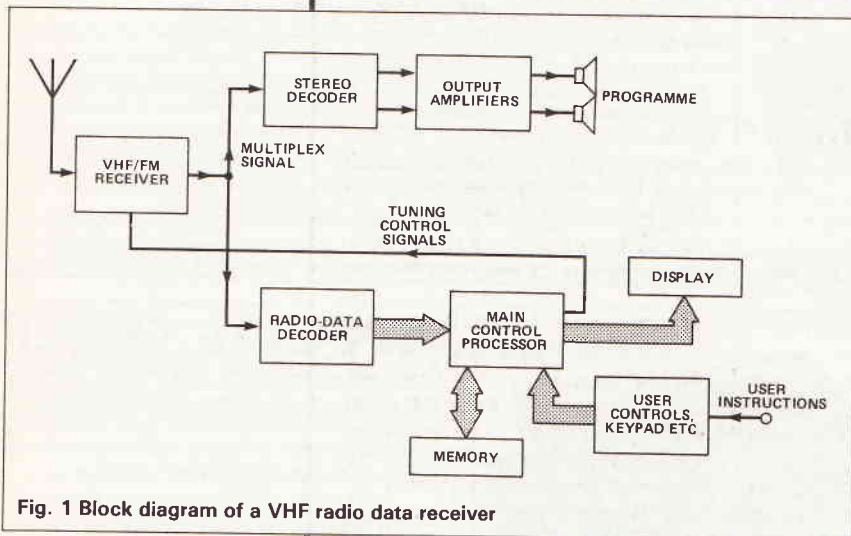 STEREO
DECODER
OUTPUT
AMPLIFIERS
PROGRAMME
VHF/FM
RECEIVER
MULTIPLEX
SIGNAL
TUNING
CONTROL
SIGNALS
DISPLAY
RADIO-DATA
DECODER
MAIN
CONTROL
PROCESSOR
USER
INSTRUCTIONS
USER
CONTROLS,
KEYPAD ETC
MEMORY
Fig. 1 Block diagram of a VHF radio data receiver